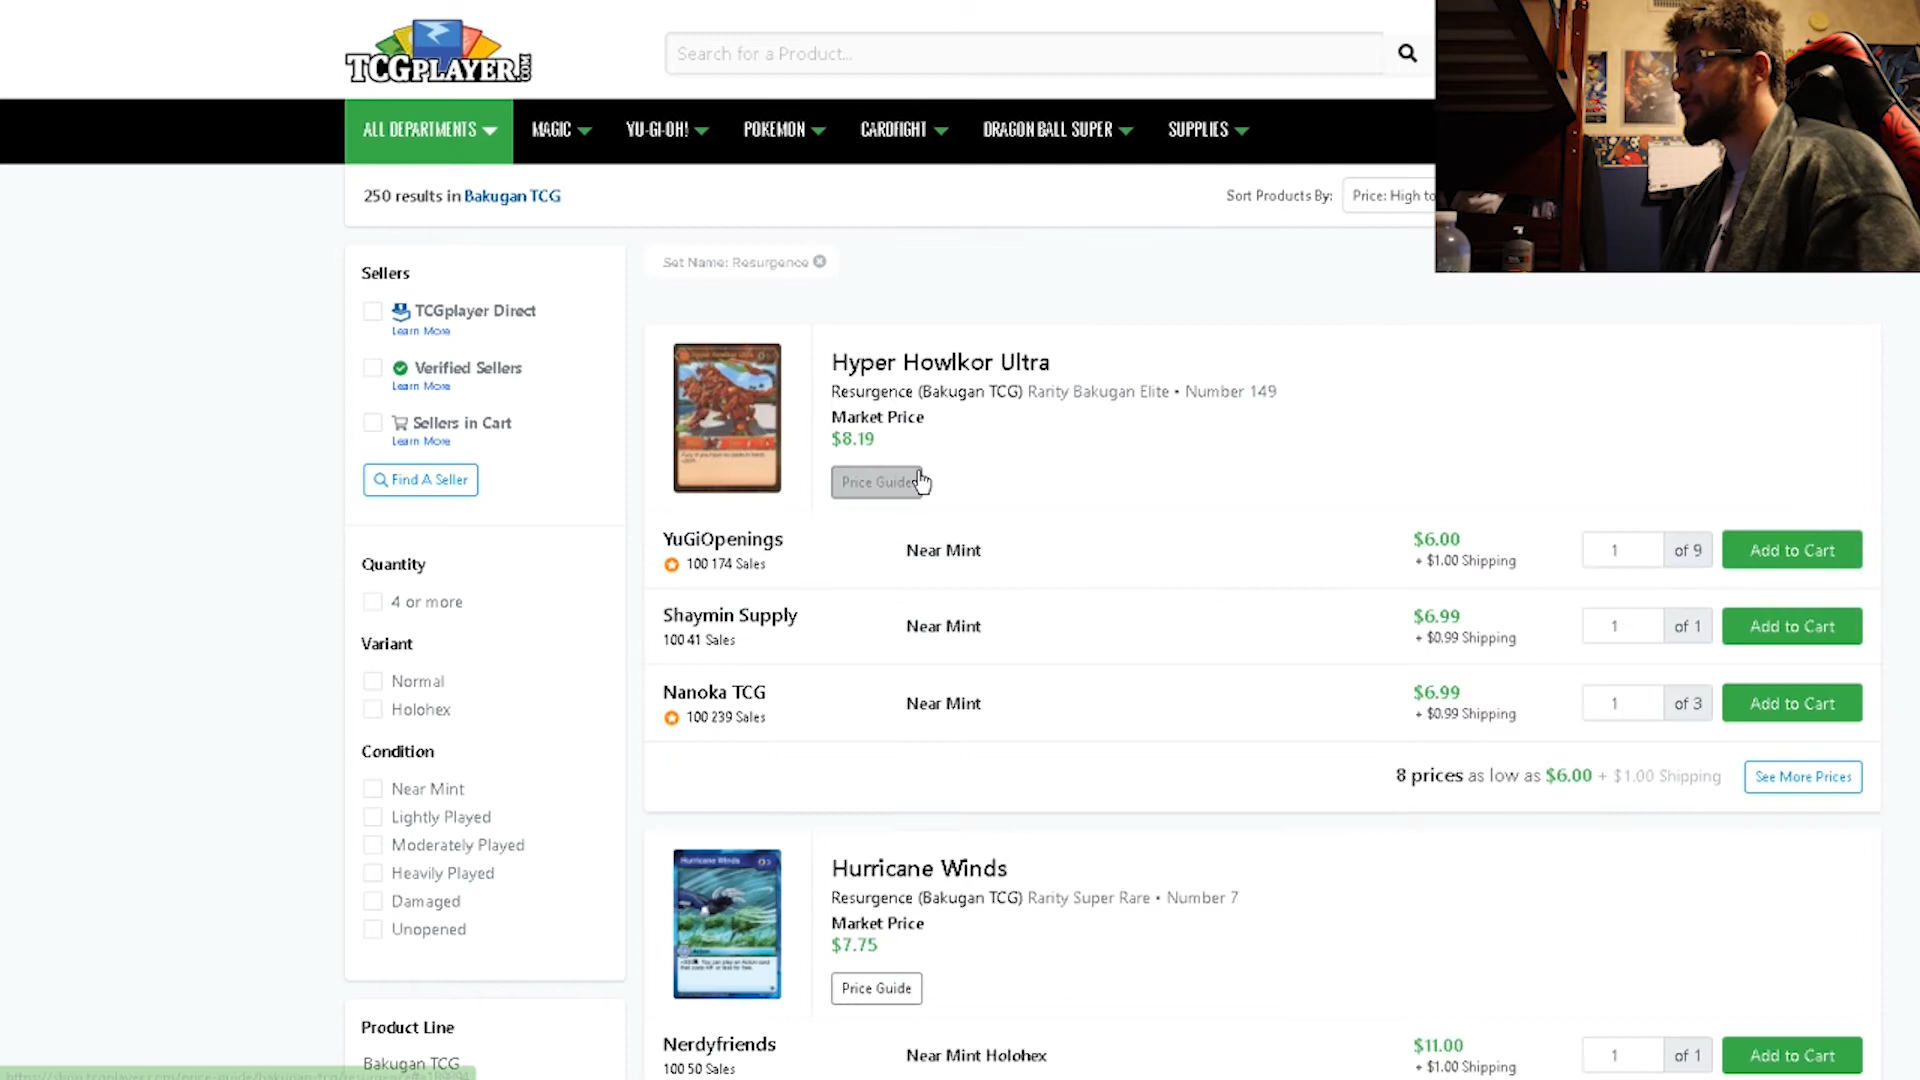 TCGPLAYER.COM
Search for a Product...
ALL DEPARTMENTS
MAGIC
YU-GI-OH!
POKEMON
CARDFIGHT
DRAGON BALL SUPER
SUPPLIES
250 results in Bakugan TCG
Sort Products By:
Price: High to
Sellers
TCGplayer Direct
Learn More
Verified Sellers
Learn More
Sellers in Cart
Learn More
Find A Seller
Quantity
4 or more
Variant
Normal
Holohex
Condition
Near Mint
Lightly Played
Moderately Played
Heavily Played
Damaged
Unopened
Product Line
Bakugan TCG
Set Name: Resurgence
Hyper Howlkor Ultra
Resurgence (Bakugan TCG) Rarity Bakugan Elite • Number 149
Market Price
$8.19
Price Guide
YuGiOpenings
100 174 Sales
Near Mint
$6.00
+ $1.00 Shipping
1 of 9
Add to Cart
Shaymin Supply
100 41 Sales
Near Mint
$6.99
+ $0.99 Shipping
1 of 1
Add to Cart
Nanoka TCG
100 239 Sales
Near Mint
$6.99
+ $0.99 Shipping
1 of 3
Add to Cart
8 prices as low as $6.00 + $1.00 Shipping
See More Prices
Hurricane Winds
Hurricane Winds
Resurgence (Bakugan TCG) Rarity Super Rare • Number 7
Market Price
$7.75
Price Guide
Nerdyfriends
100 50 Sales
Near Mint Holohex
$11.00
+ $1.00 Shipping
1 of 1
Add to Cart